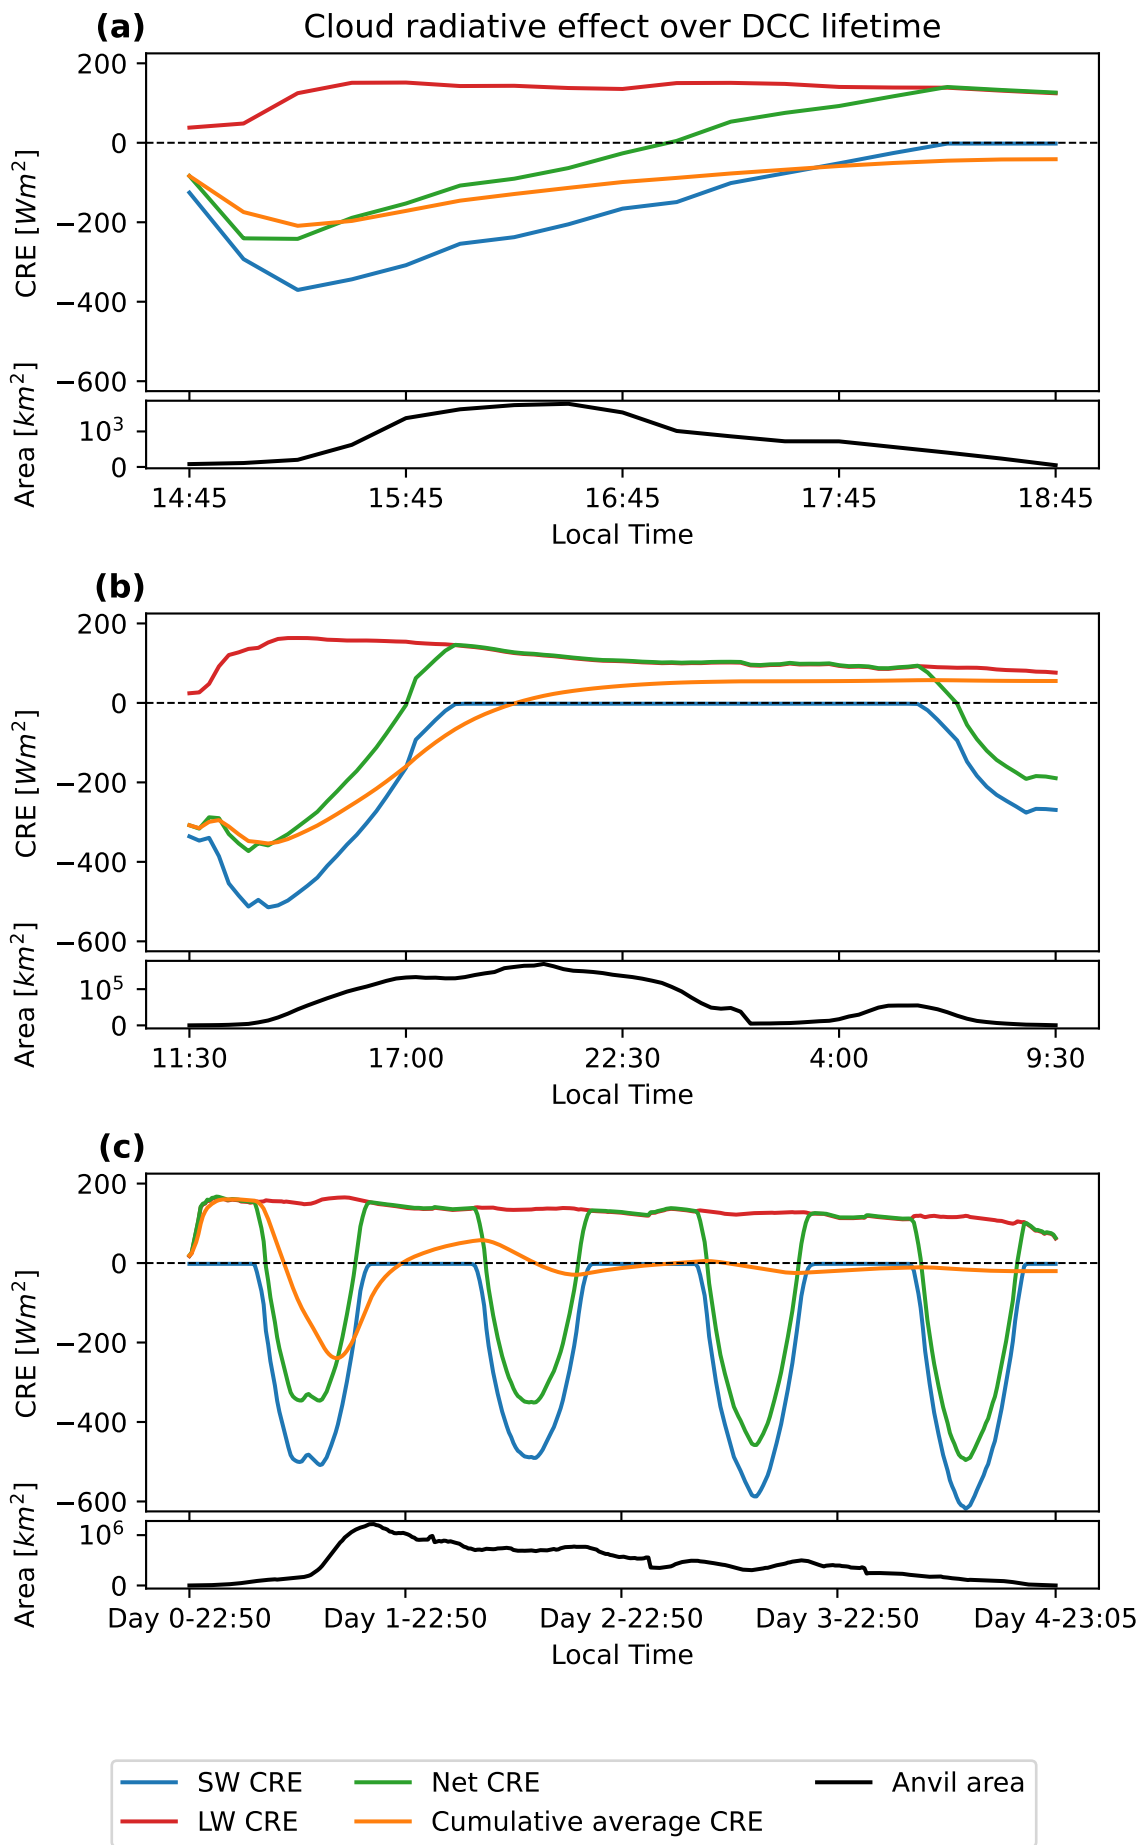 (a) Cloud radiative effect over DCC lifetime
200
0
−200
−400
−600
CRE [Wm²]
10³
0
Area [km²]
14:45 15:45 16:45 17:45 18:45
Local Time
(b)
200
0
−200
−400
−600
CRE [Wm²]
10⁵
0
Area [km²]
11:30 17:00 22:30 4:00 9:30
Local Time
(c)
200
0
−200
−400
−600
CRE [Wm²]
10⁶
0
Area [km²]
Day 0-22:50 Day 1-22:50 Day 2-22:50 Day 3-22:50 Day 4-23:05
Local Time
SW CRE Net CRE Anvil area
LW CRE Cumulative average CRE